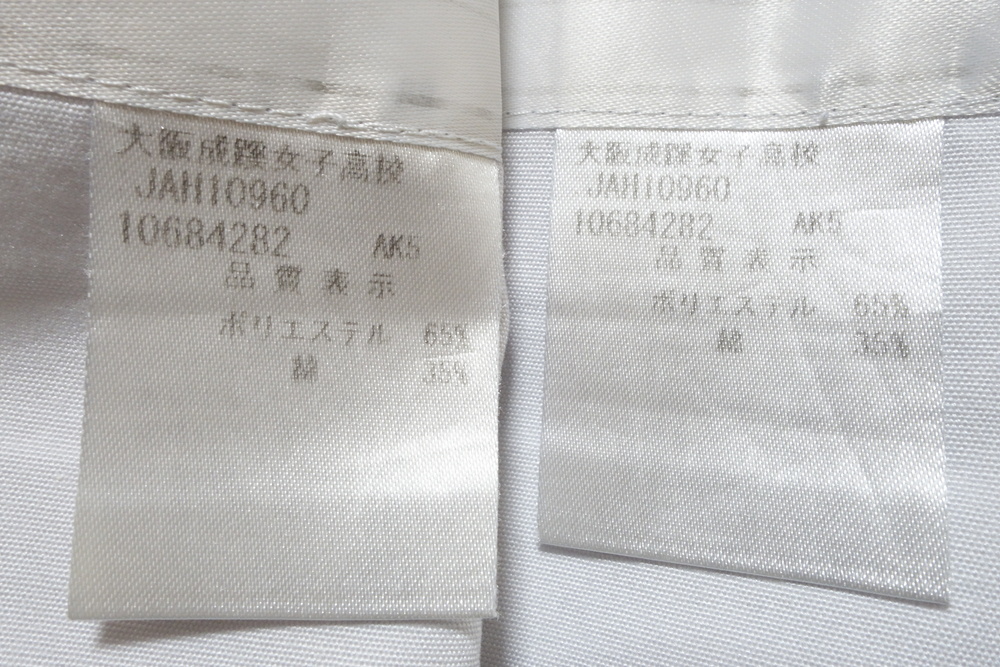 大阪成蹊女子高校
JAH10960
10684282 AK5
品質表示
ポリエステル 65%
綿 35%
大阪成蹊女子高校
JAH10960
10684282 AK5
品質表示
ポリエステル 65%
綿 35%